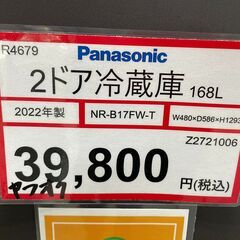 R4679
Panasonic
2ドア冷蔵庫 168L
2022年製 NR-B17FW-T W480×D586×H1293
Z2721006
39,800 円(税込)
ヤフオク